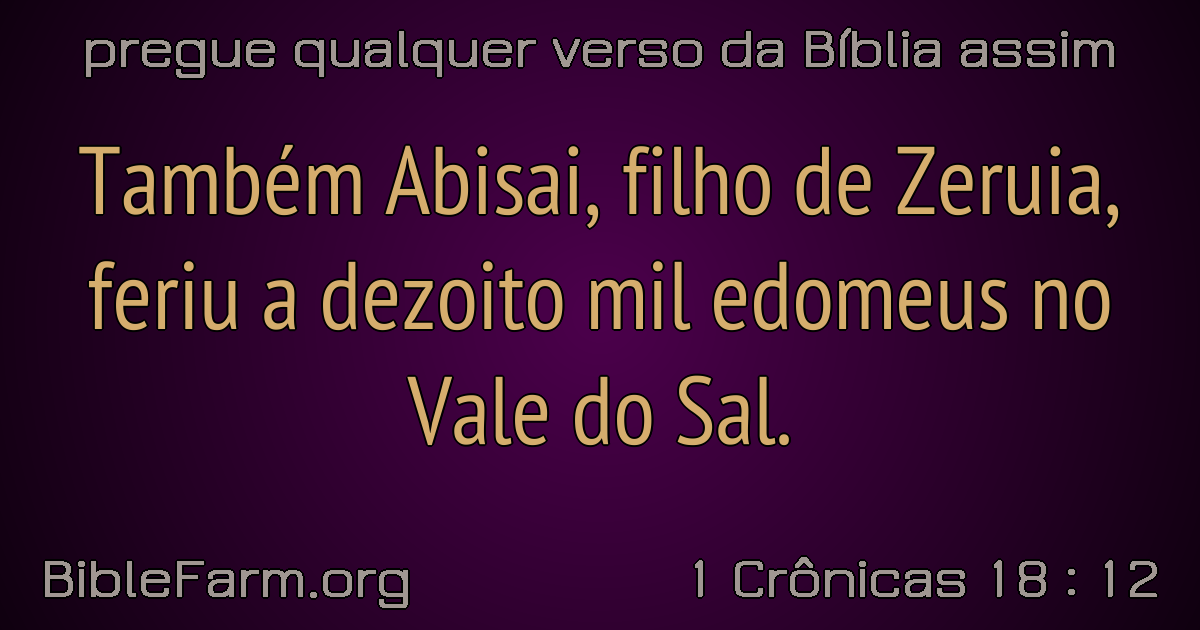 pregue qualquer verso da Bíblia assim
Também Abisai, filho de Zeruia,
feriu a dezoito mil edomeus no
Vale do Sal.
BibleFarm.org
1 Crônicas 18 : 12